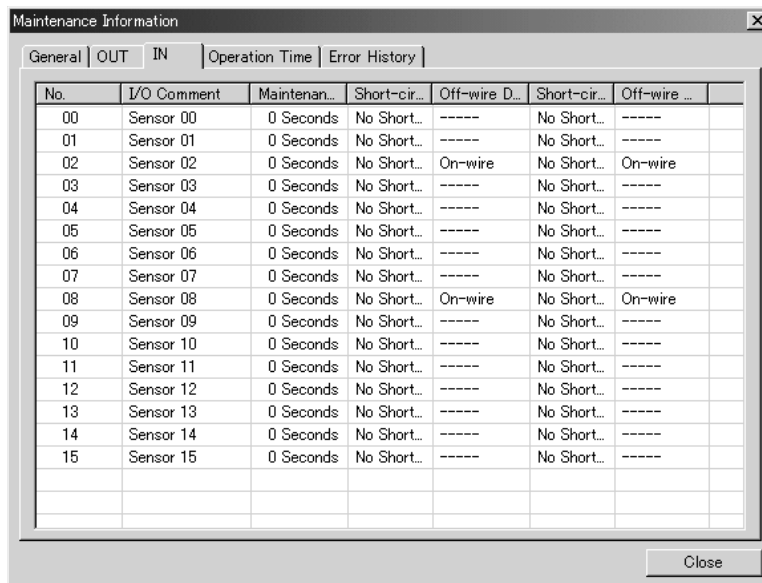 Maintenance Information
General OUT IN Operation Time Error History
No. I/O Comment Maintenan... Short-cir... Off-wire D... Short-cir... Off-wire ...
00 Sensor 00 0 Seconds No Short... ----- No Short... -----
01 Sensor 01 0 Seconds No Short... ----- No Short... -----
02 Sensor 02 0 Seconds No Short... On-wire No Short... On-wire
03 Sensor 03 0 Seconds No Short... ----- No Short... -----
04 Sensor 04 0 Seconds No Short... ----- No Short... -----
05 Sensor 05 0 Seconds No Short... ----- No Short... -----
06 Sensor 06 0 Seconds No Short... ----- No Short... -----
07 Sensor 07 0 Seconds No Short... ----- No Short... -----
08 Sensor 08 0 Seconds No Short... On-wire No Short... On-wire
09 Sensor 09 0 Seconds No Short... ----- No Short... -----
10 Sensor 10 0 Seconds No Short... ----- No Short... -----
11 Sensor 11 0 Seconds No Short... ----- No Short... -----
12 Sensor 12 0 Seconds No Short... ----- No Short... -----
13 Sensor 13 0 Seconds No Short... ----- No Short... -----
14 Sensor 14 0 Seconds No Short... ----- No Short... -----
15 Sensor 15 0 Seconds No Short... ----- No Short... -----
Close